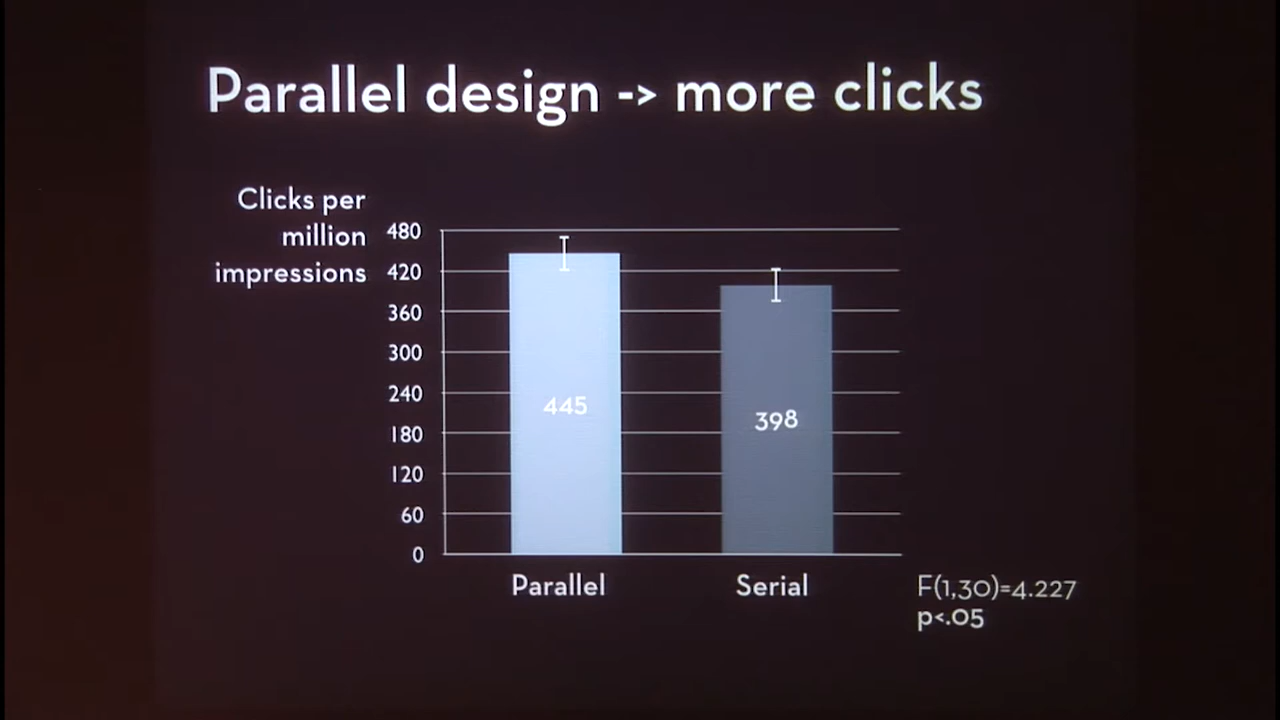 Parallel design -> more clicks
Clicks per
million
impressions
480
420
360
300
240
180
120
60
0
445
398
Parallel
Serial
F(1,30)=4.227
p<.05